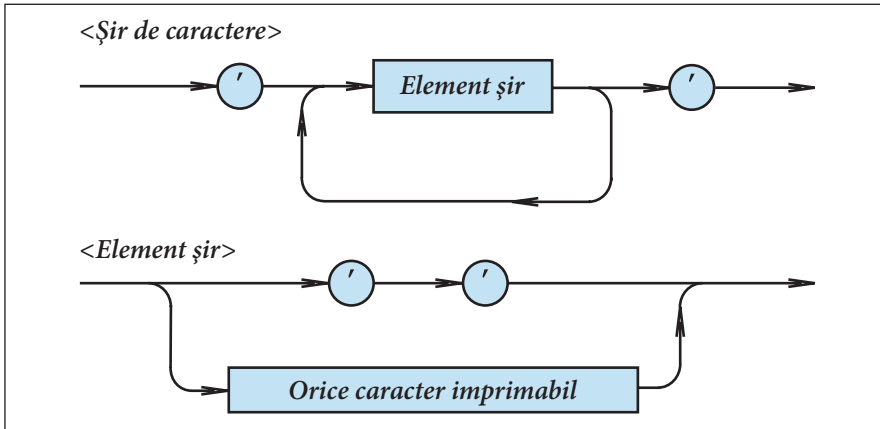 <Şir de caractere>
′ Element şir ′
<Element şir>
′ ′
Orice caracter imprimabil